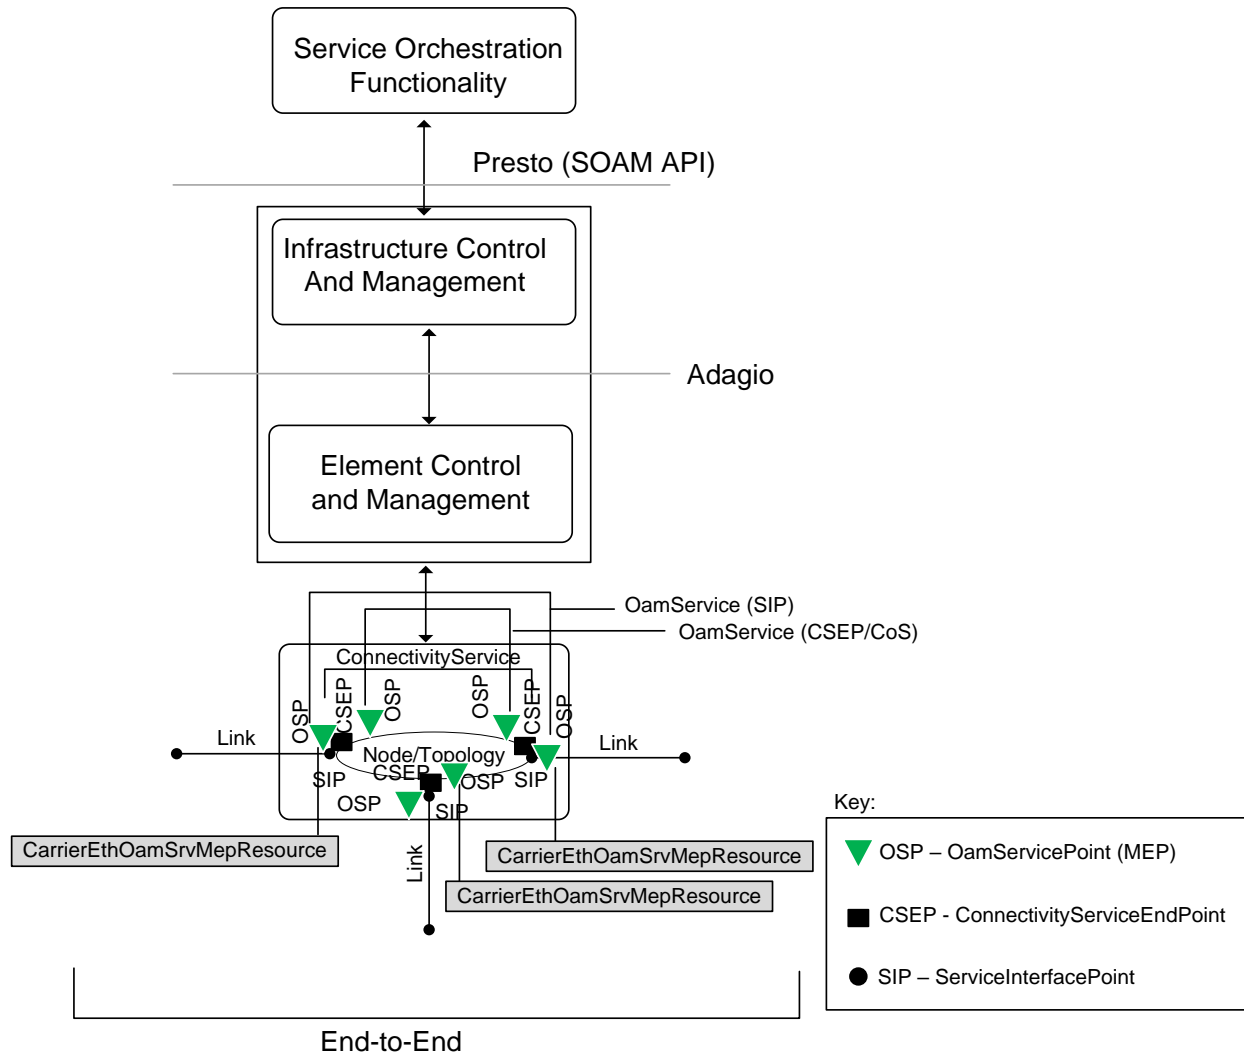 Service Orchestration
Functionality
Presto (SOAM API)
Infrastructure Control
And Management
Adagio
Element Control
and Management
OamService (SIP)
OamService (CSEP/CoS)
ConnectivityService
OSP
CSEP
OSP
OSP
CSEP
OSP
Link
Node/Topology
Link
SIP
CSEP
OSP
SIP
OSP
SIP
Link
CarrierEthOamSrvMepResource
CarrierEthOamSrvMepResource
CarrierEthOamSrvMepResource
Key:
OSP – OamServicePoint (MEP)
CSEP - ConnectivityServiceEndPoint
SIP – ServiceInterfacePoint
End-to-End